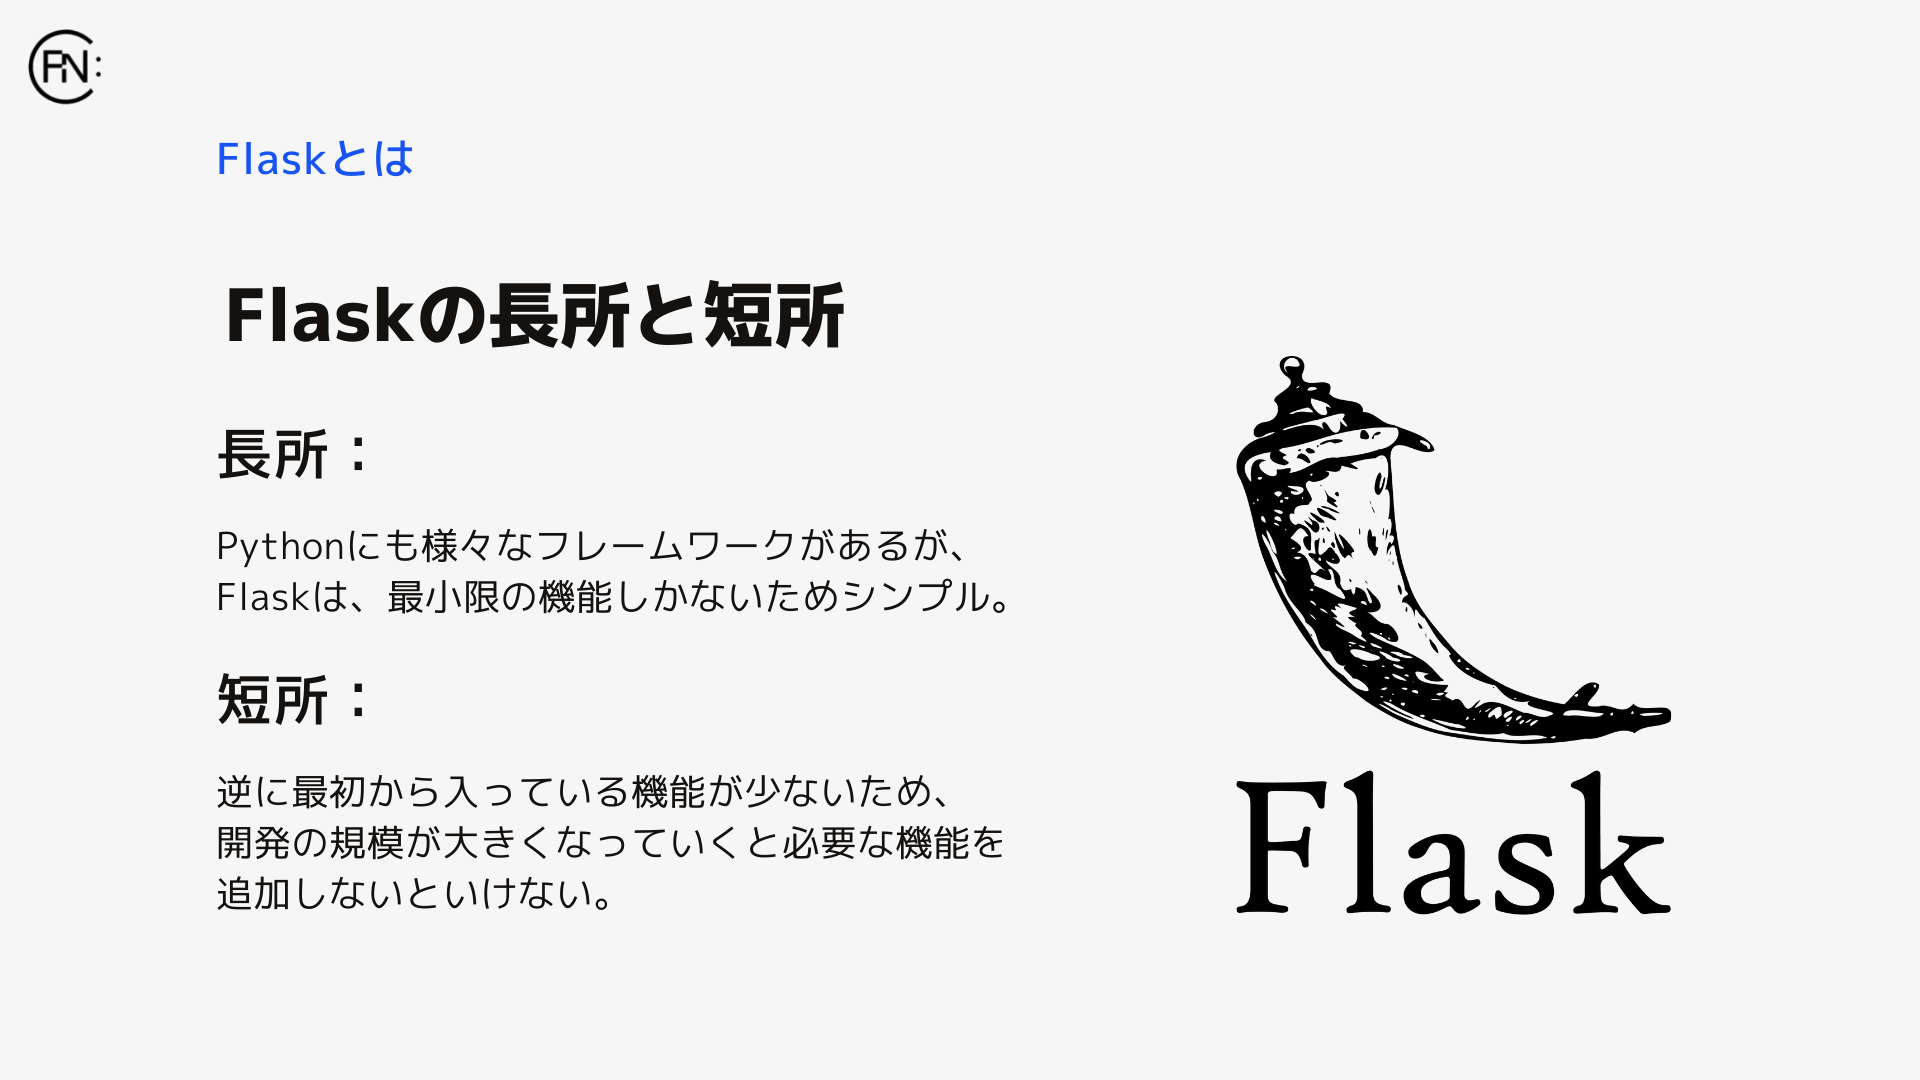 FiN:
Flaskとは
Flaskの長所と短所
長所：
Pythonにも様々なフレームワークがあるが、
Flaskは、最小限の機能しかないためシンプル。
短所：
逆に最初から入っている機能が少ないため、
開発の規模が大きくなっていくと必要な機能を
追加しないといけない。
Flask